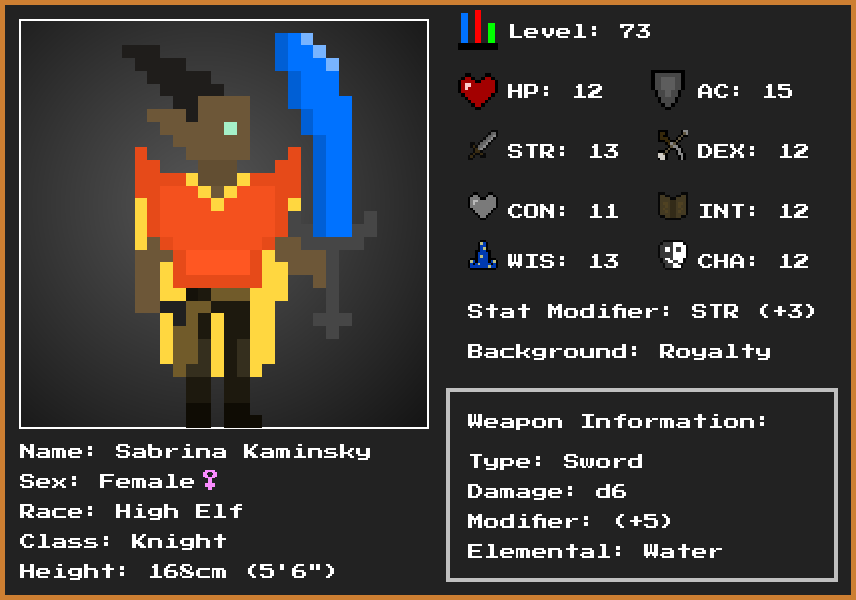 Level: 73
HP: 12
AC: 15
STR: 13
DEX: 12
CON: 11
INT: 12
WIS: 13
CHA: 12
Stat Modifier: STR (+3)
Background: Royalty
Weapon Information:
Type: Sword
Damage: d6
Modifier: (+5)
Elemental: Water
Name: Sabrina Kaminsky
Sex: Female♀
Race: High Elf
Class: Knight
Height: 168cm (5'6")